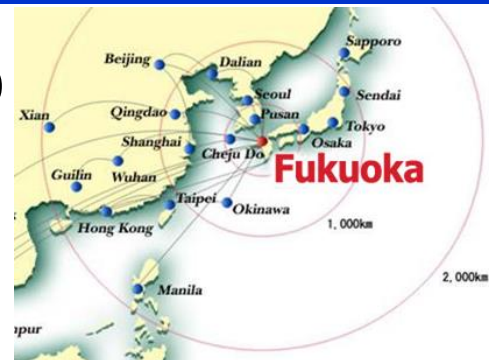 Sapporo
Beijing
Dalian
Seoul
Sendai
Xian
Qingdao
Pusan
Tokyo
Shanghai
Cheju Do
Osaka
Guilin
Wuhan
Fukuoka
Taipei
Okinawa
Hong Kong
1,000km
2,000km
Manila